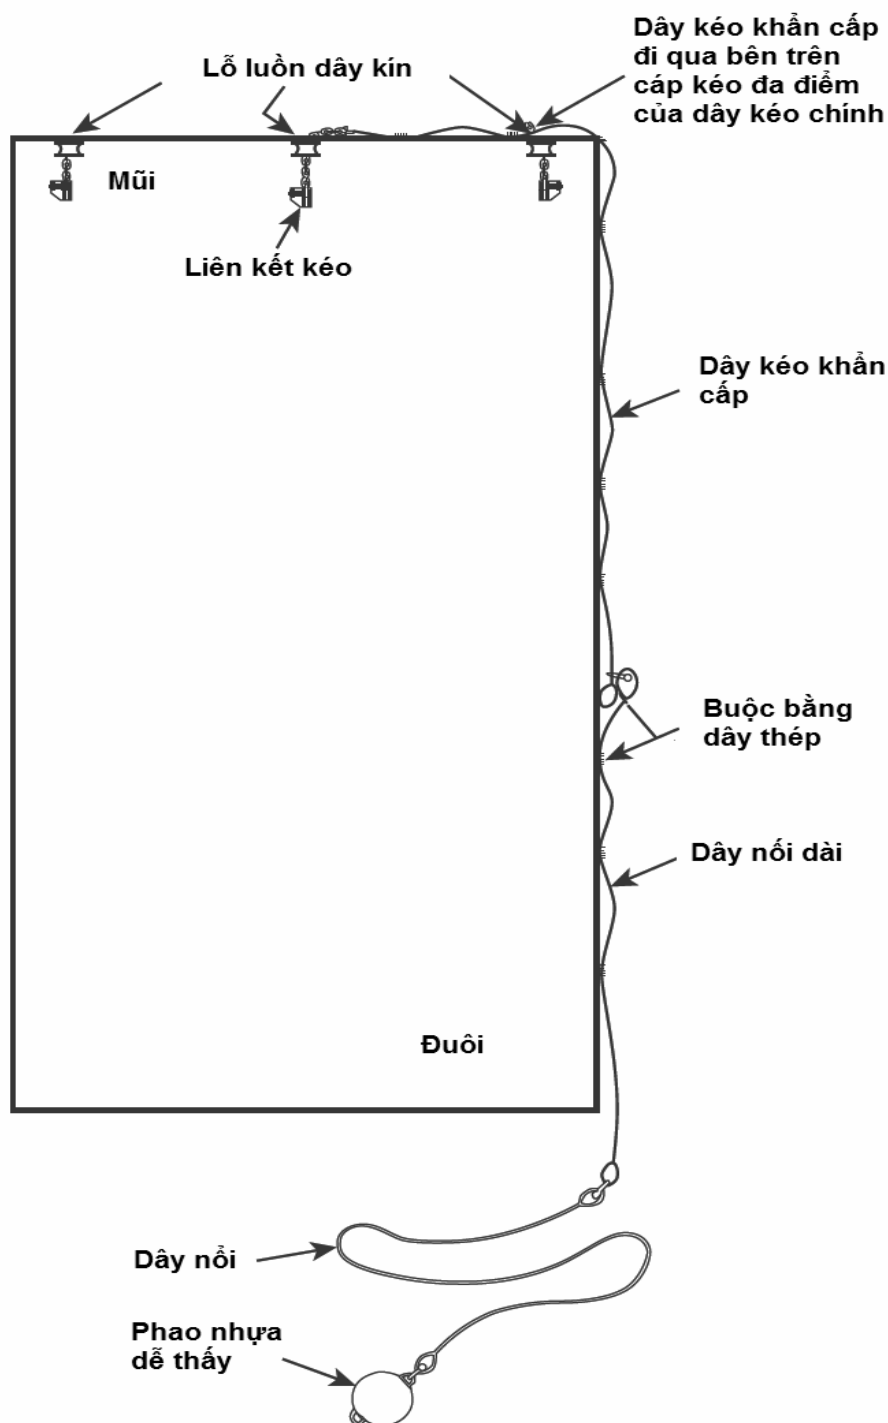 Dây kéo khẩn cấp
đi qua bên trên
cáp kéo đa điểm
của dây kéo chính
Lỗ luồn dây kín
Mũi
Liên kết kéo
Dây kéo khẩn
cấp
Buộc bằng
dây thép
Dây nối dài
Đuôi
Dây nổi
Phao nhựa
dễ thấy